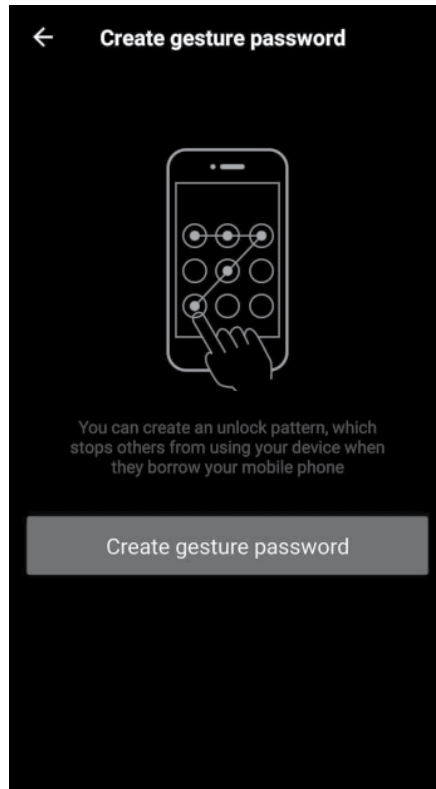 Create gesture password
You can create an unlock pattern, which
stops others from using your device when
they borrow your mobile phone
Create gesture password